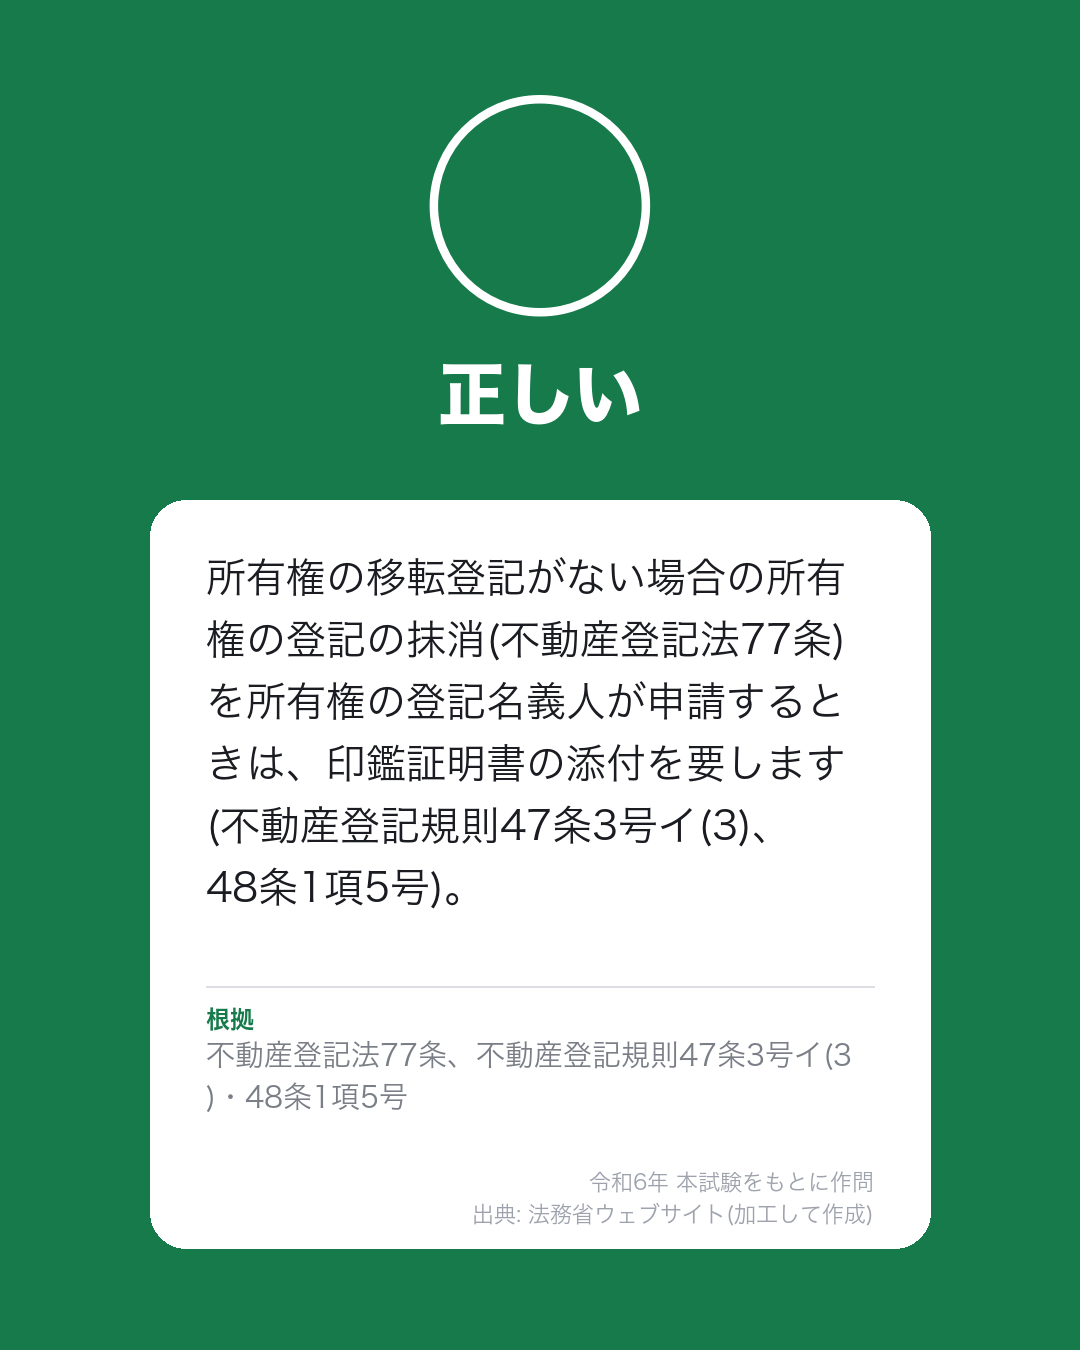 正しい
所有権の移転登記がない場合の所有
権の登記の抹消(不動産登記法77条)
を所有権の登記名義人が申請すると
きは、印鑑証明書の添付を要します
(不動産登記規則47条3号イ(3)、
48条1項5号)。
根拠
不動産登記法77条、不動産登記規則47条3号イ(3
)・48条1項5号
令和6年 本試験をもとに作問
出典: 法務省ウェブサイト(加工して作成)